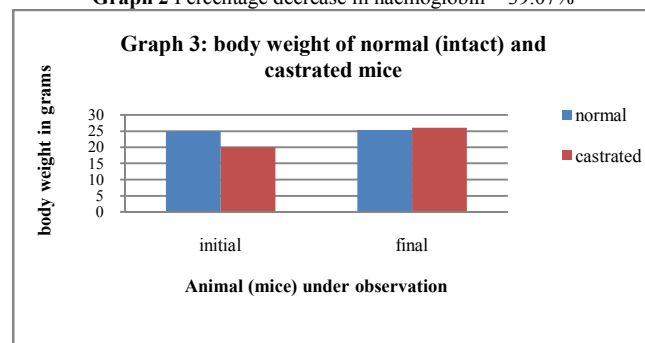 Graph 2 Percentage decrease in haemoglobin = 39.07%
Graph 3: body weight of normal (intact) and
castrated mice
body weight in grams
30
25
20
15
10
5
0
initial
final
normal
castrated
Animal (mice) under observation